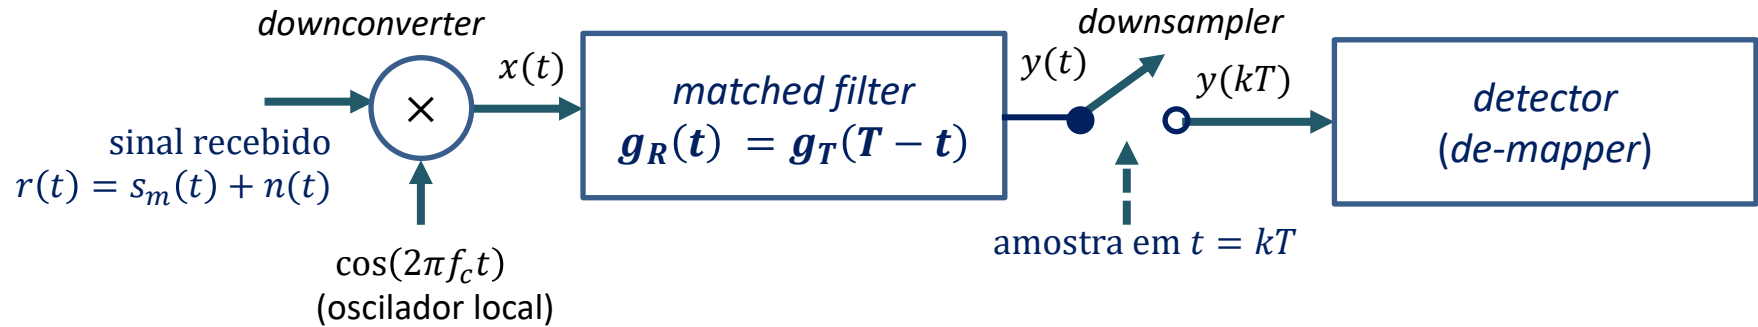 downconverter
×
sinal recebido
r(t) = s_m(t) + n(t)
cos(2πf_c t)
(oscilador local)
x(t)
matched filter
g_R(t) = g_T(T − t)
y(t)
downsampler
y(kT)
amostra em t = kT
detector
(de-mapper)